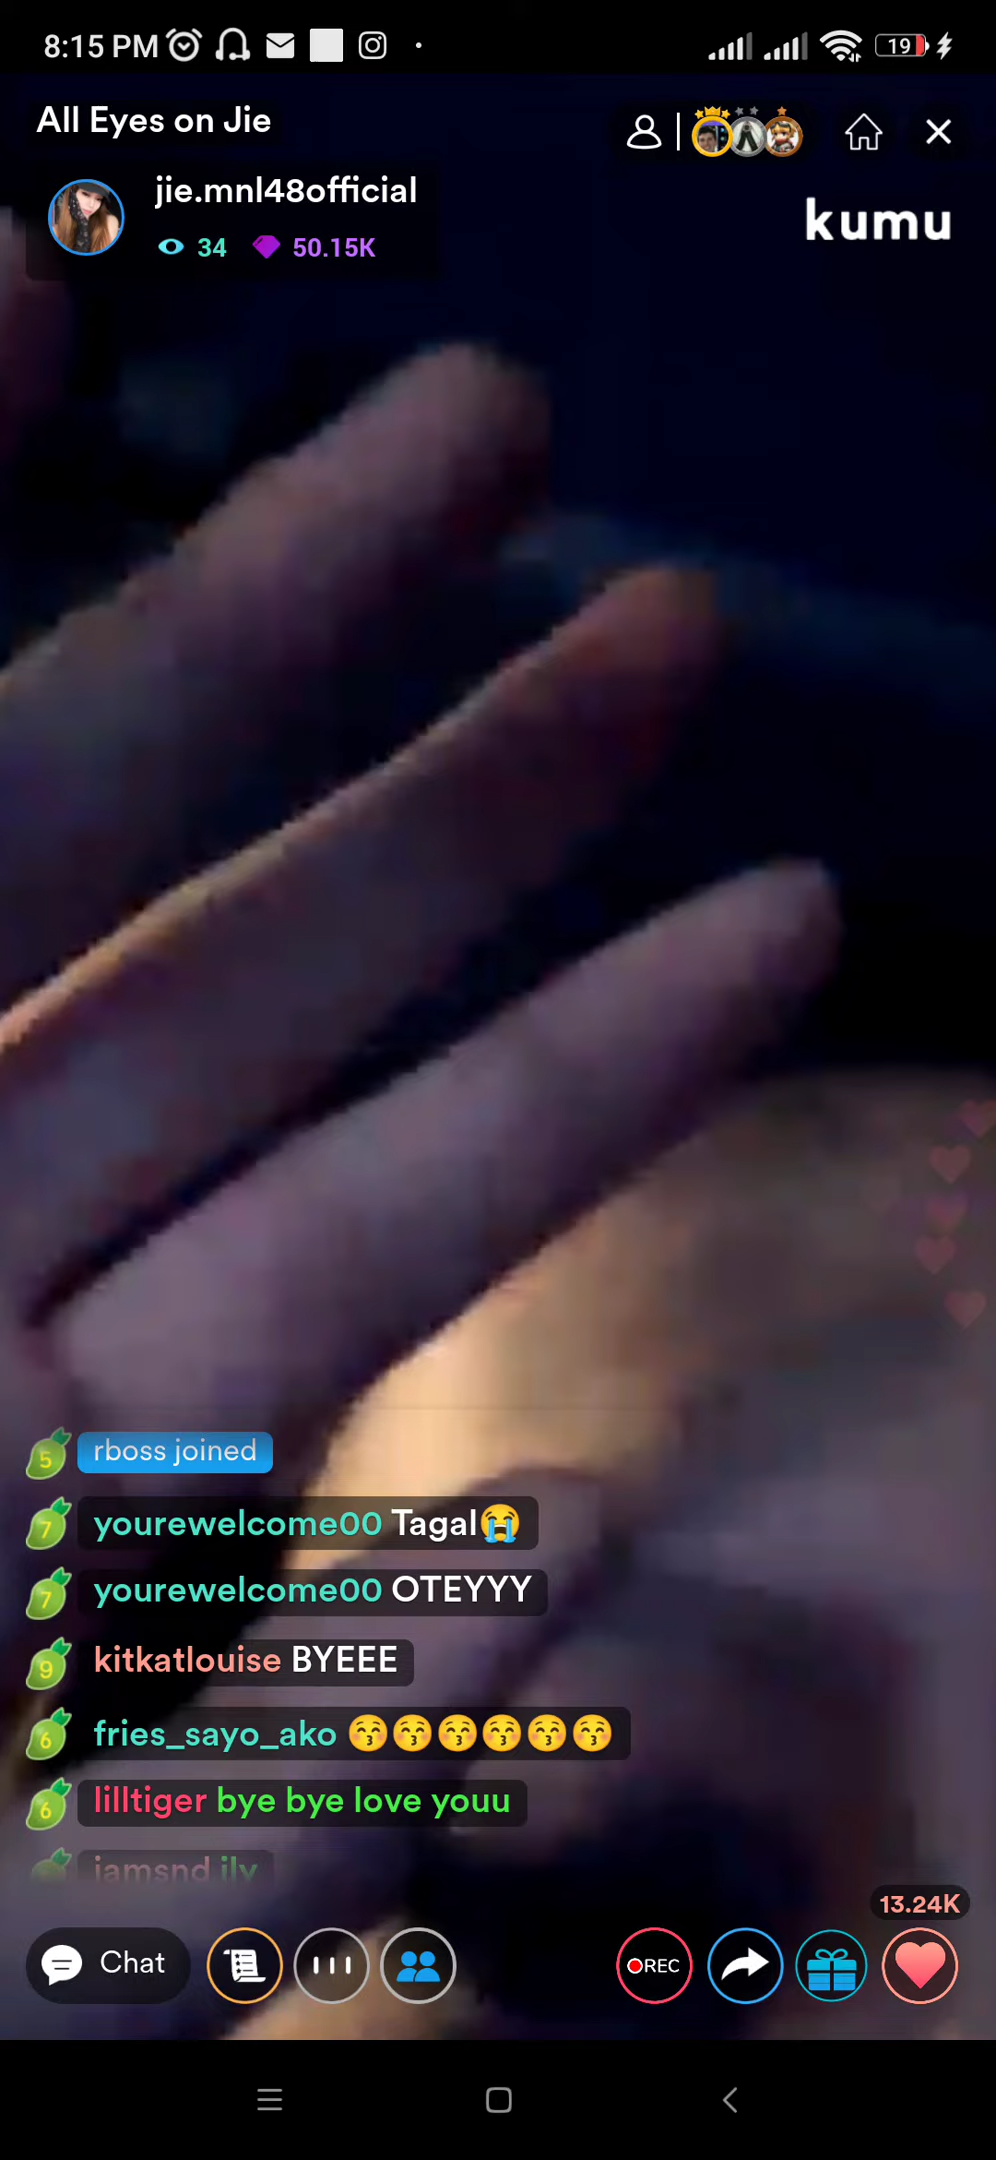 8:15 PM
19
All Eyes on Jie
jie.mnl48official
34 50.15K
kumu
5 rboss joined
7 yourewelcome00 Tagal😭
7 yourewelcome00 OTEYYY
9 kitkatlouise BYEEE
6 fries_sayo_ako 😚😚😚😚😚😚
6 lilltiger bye bye love youu
jamsnd ily
13.24K
Chat
REC